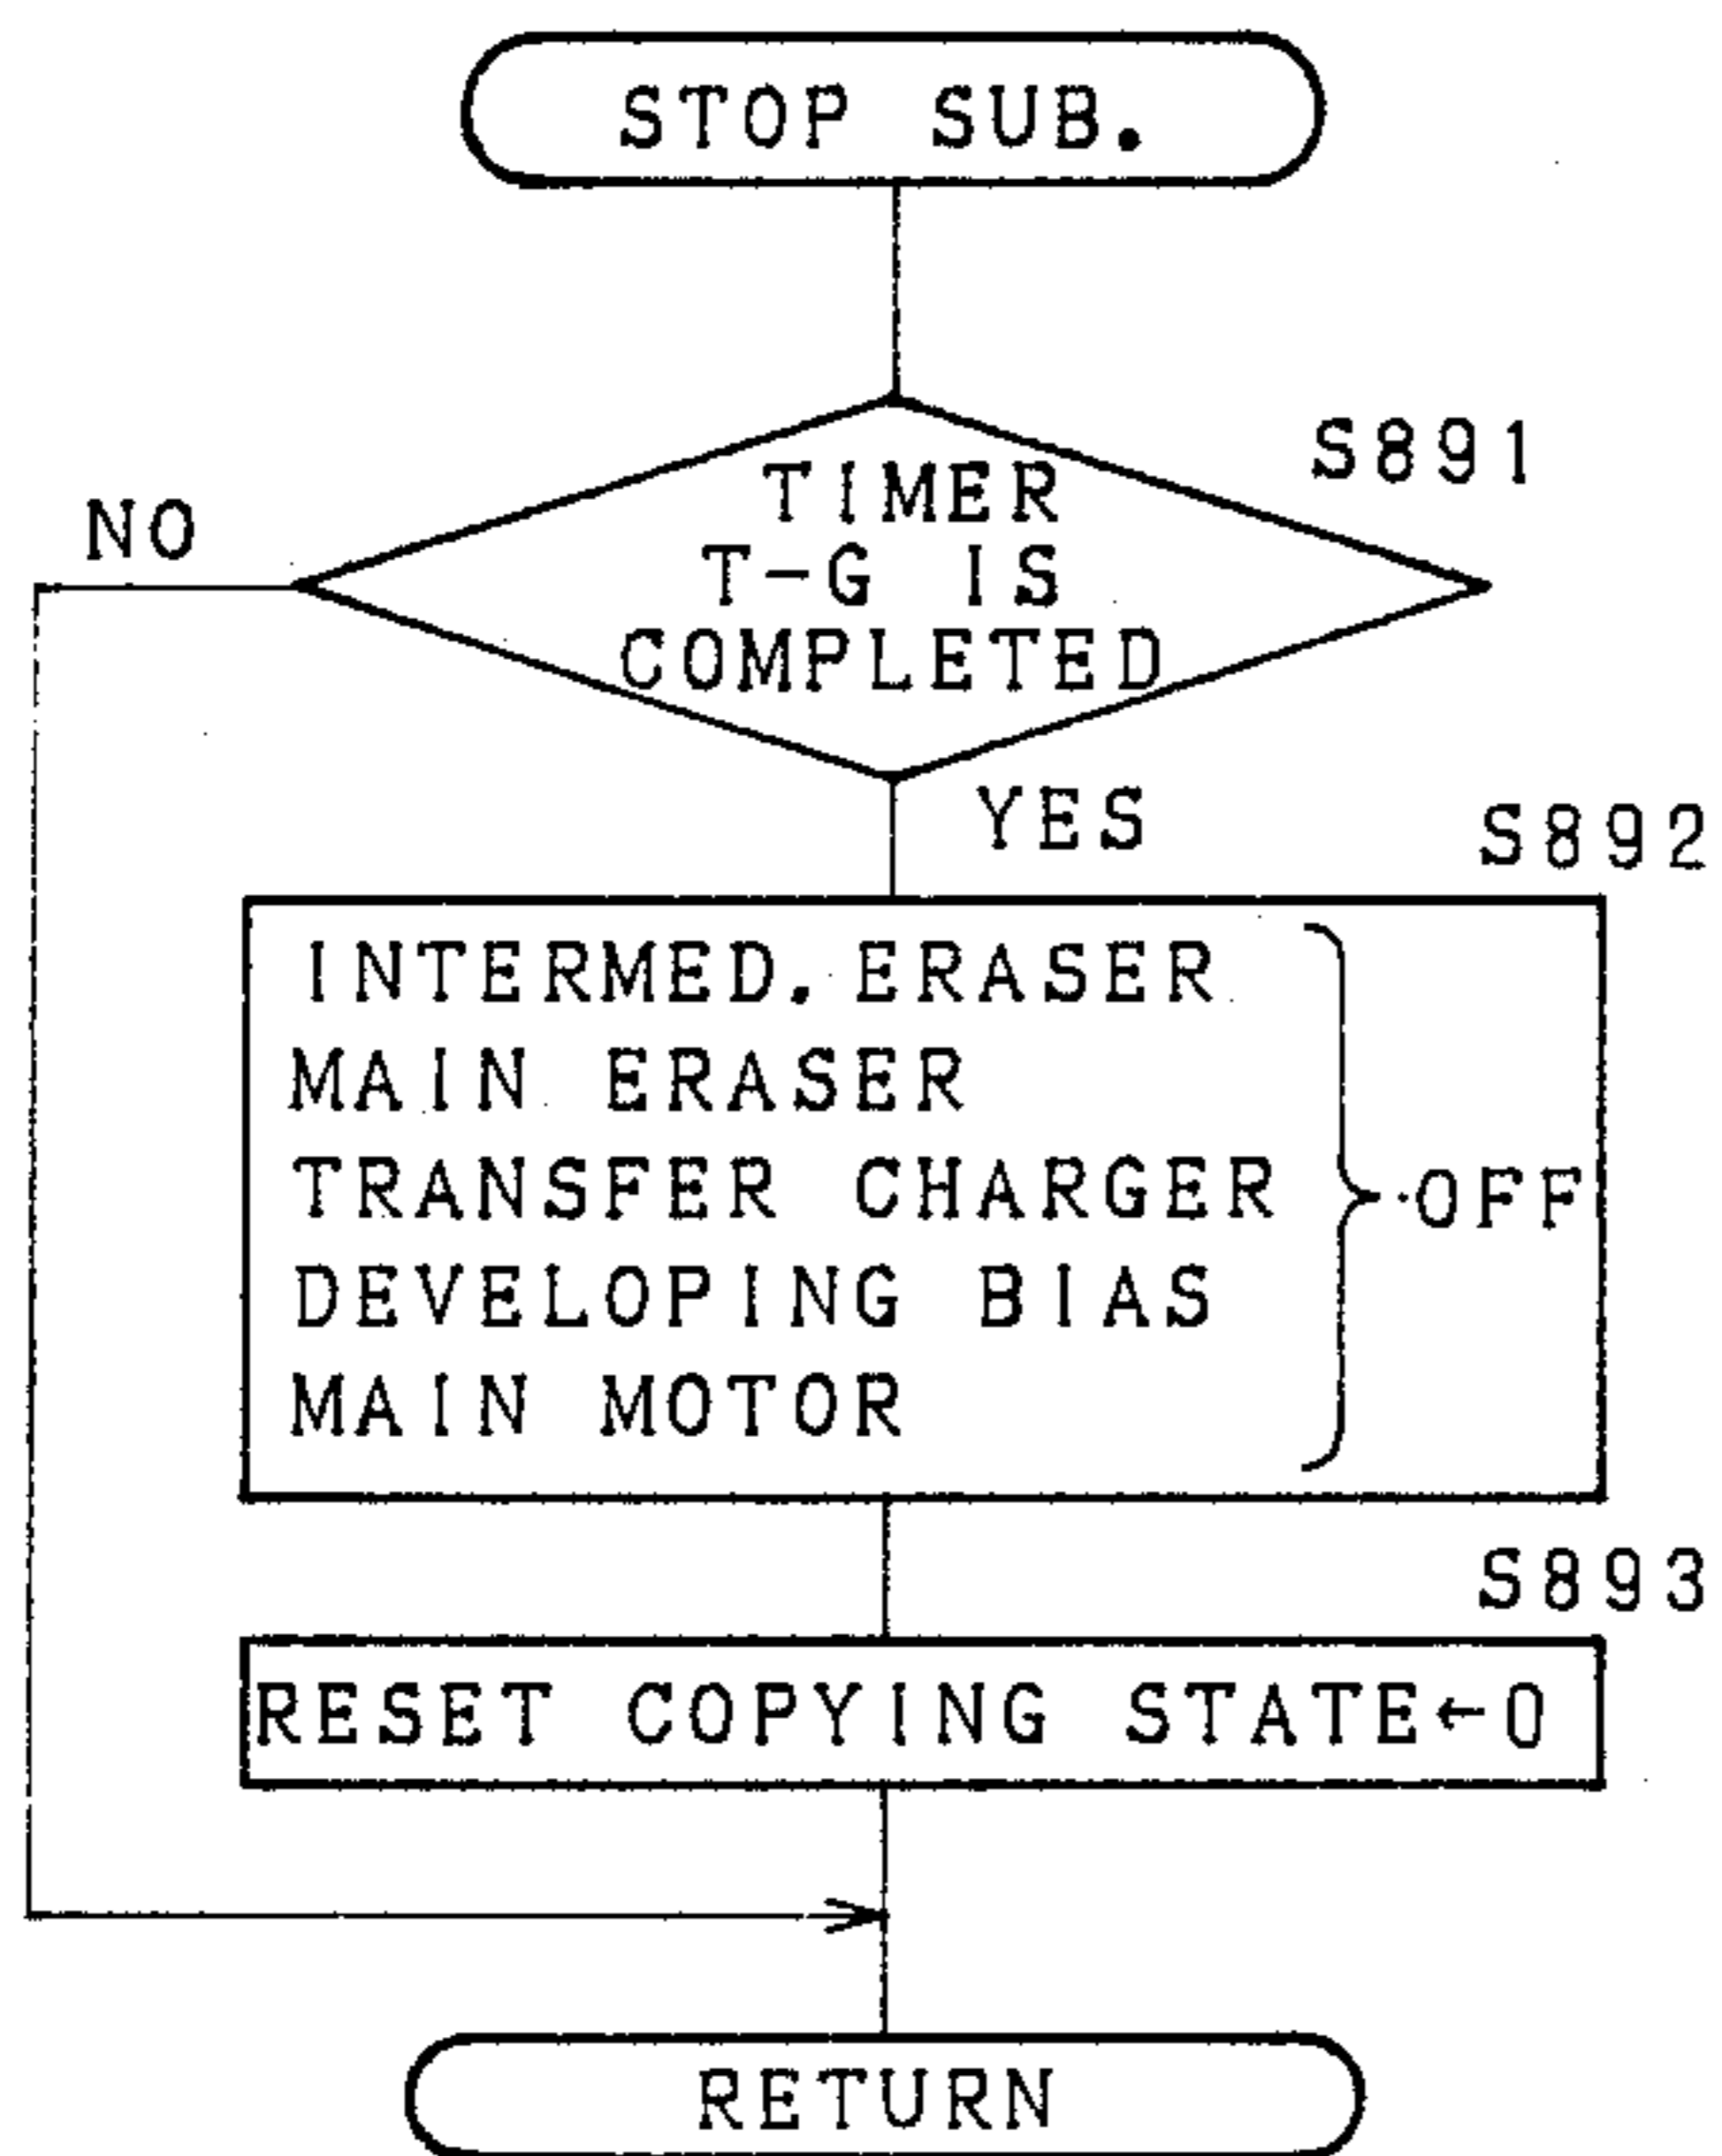 STOP SUB.
S891
TIMER
T-G IS
COMPLETED
NO
YES
S892
INTERMED. ERASER
MAIN ERASER
TRANSFER CHARGER
OFF
DEVELOPING BIAS
MAIN MOTOR
S893
RESET COPYING STATE←0
RETURN